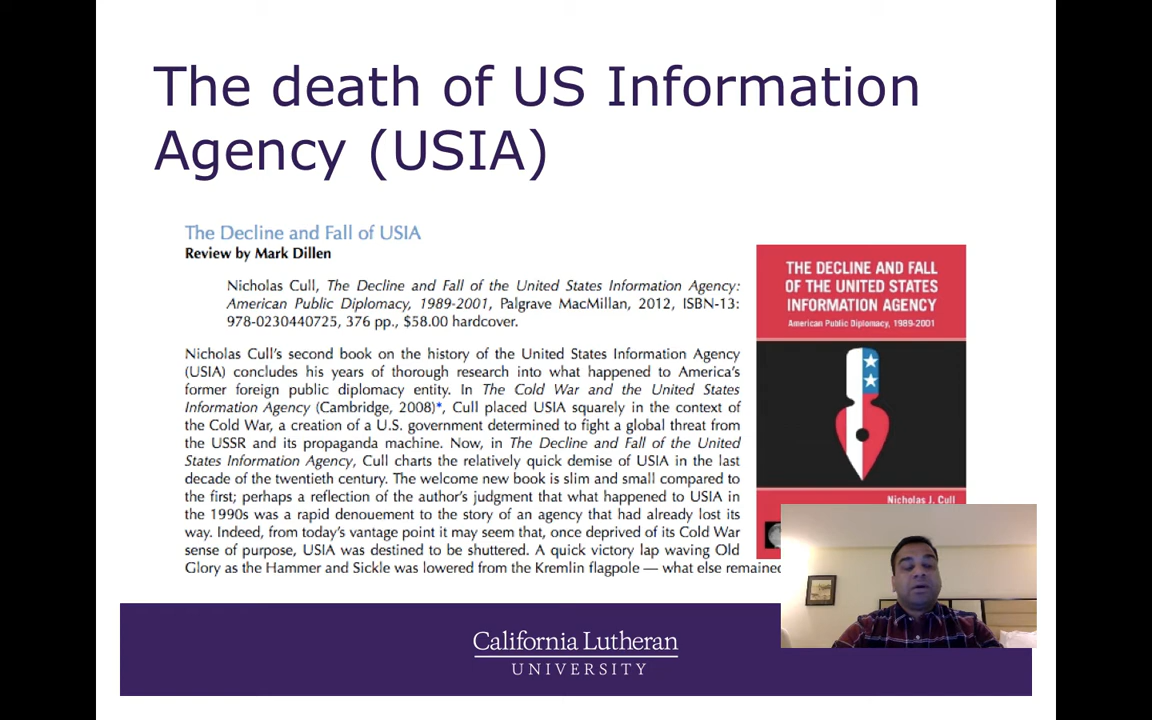 The death of US Information
Agency (USIA)
The Decline and Fall of USIA
Review by Mark Dillen
Nicholas Cull, The Decline and Fall of the United States Information Agency:
American Public Diplomacy, 1989-2001, Palgrave MacMillan, 2012, ISBN-13:
978-0230440725, 376 pp., $58.00 hardcover.
Nicholas Cull's second book on the history of the United States Information Agency
(USIA) concludes his years of thorough research into what happened to America's
former foreign public diplomacy entity. In The Cold War and the United States
Information Agency (Cambridge, 2008)*, Cull placed USIA squarely in the context of
the Cold War, a creation of a U.S. government determined to fight a global threat from
the USSR and its propaganda machine. Now, in The Decline and Fall of the United
States Information Agency, Cull charts the relatively quick demise of USIA in the last
decade of the twentieth century. The welcome new book is slim and small compared to
the first; perhaps a reflection of the author's judgment that what happened to USIA in
the 1990s was a rapid denouement to the story of an agency that had already lost its
way. Indeed, from today's vantage point it may seem that, once deprived of its Cold War
sense of purpose, USIA was destined to be shuttered. A quick victory lap waving Old
Glory as the Hammer and Sickle was lowered from the Kremlin flagpole — what else remained
THE DECLINE AND FALL
OF THE UNITED STATES
INFORMATION AGENCY
American Public Diplomacy, 1989-2001
Nicholas J. Cull
California Lutheran
UNIVERSITY